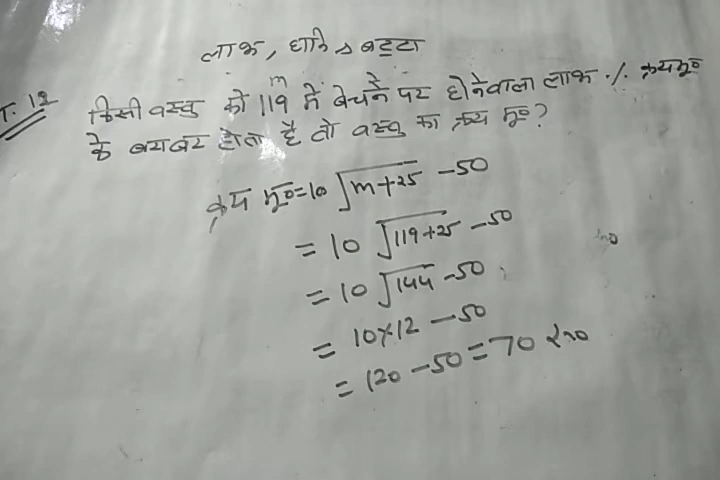 लाभ, हानि, बट्टा
T. 12 किसी वस्तु को 119 में बेचने पर होनेवाला लाभ % क्रयमू०
m
के बराबर होता है तो वस्तु का क्रय मू०?
क्रय मू०=10 √m+25 -50
= 10 √119+25 -50
= 10 √144 -50
= 10×12 -50
= 120 -50 = 70 रू०